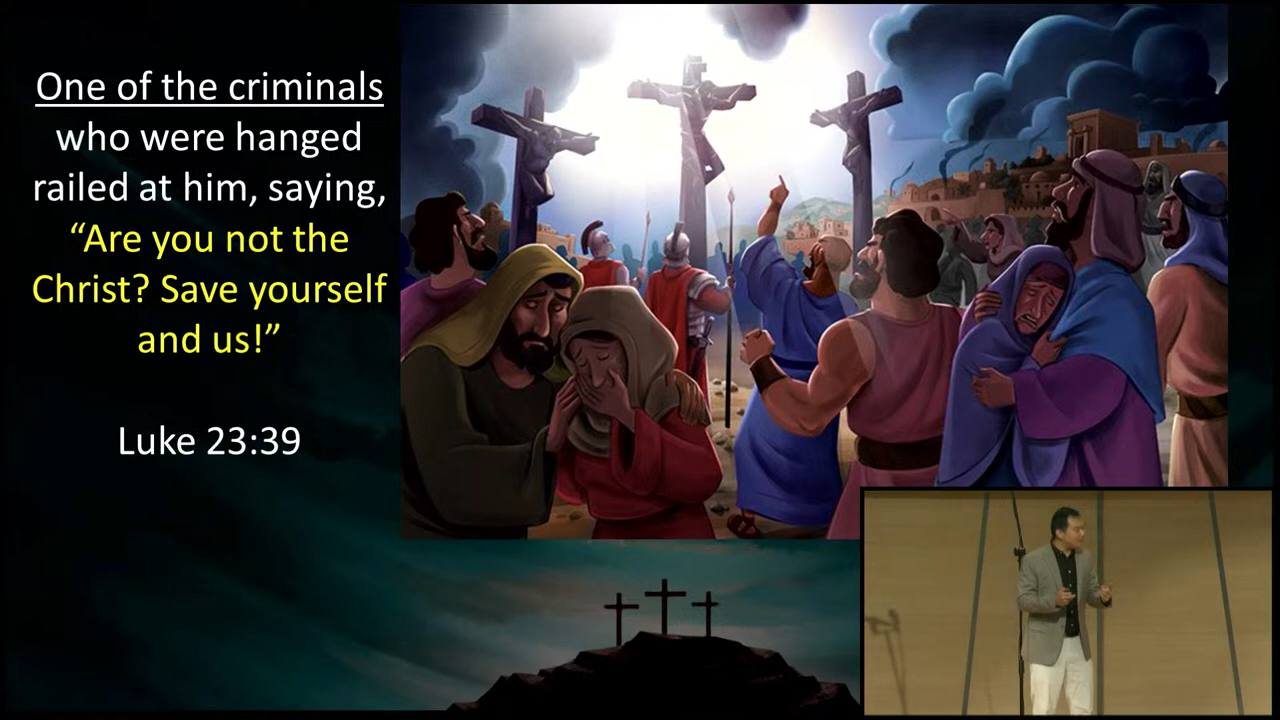 One of the criminals
who were hanged
railed at him, saying,
“Are you not the
Christ? Save yourself
and us!”
Luke 23:39